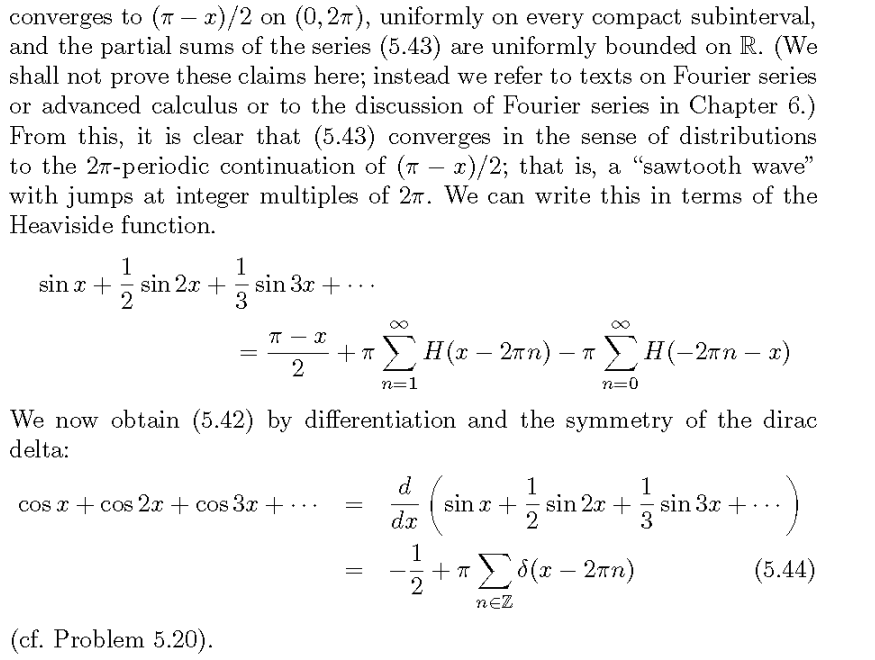 converges to (π − x)/2 on (0, 2π), uniformly on every compact subinterval,
and the partial sums of the series (5.43) are uniformly bounded on ℝ. (We
shall not prove these claims here; instead we refer to texts on Fourier series
or advanced calculus or to the discussion of Fourier series in Chapter 6.)
From this, it is clear that (5.43) converges in the sense of distributions
to the 2π-periodic continuation of (π − x)/2; that is, a “sawtooth wave”
with jumps at integer multiples of 2π. We can write this in terms of the
Heaviside function.
sin x + 1/2 sin 2x + 1/3 sin 3x + ⋯
= (π − x)/2 + π ∑_{n=1}^{∞} H(x − 2πn) − π ∑_{n=0}^{∞} H(−2πn − x)
We now obtain (5.42) by differentiation and the symmetry of the dirac
delta:
cos x + cos 2x + cos 3x + ⋯ = d/dx (sin x + 1/2 sin 2x + 1/3 sin 3x + ⋯)
= −1/2 + π ∑_{n∈ℤ} δ(x − 2πn) (5.44)
(cf. Problem 5.20).